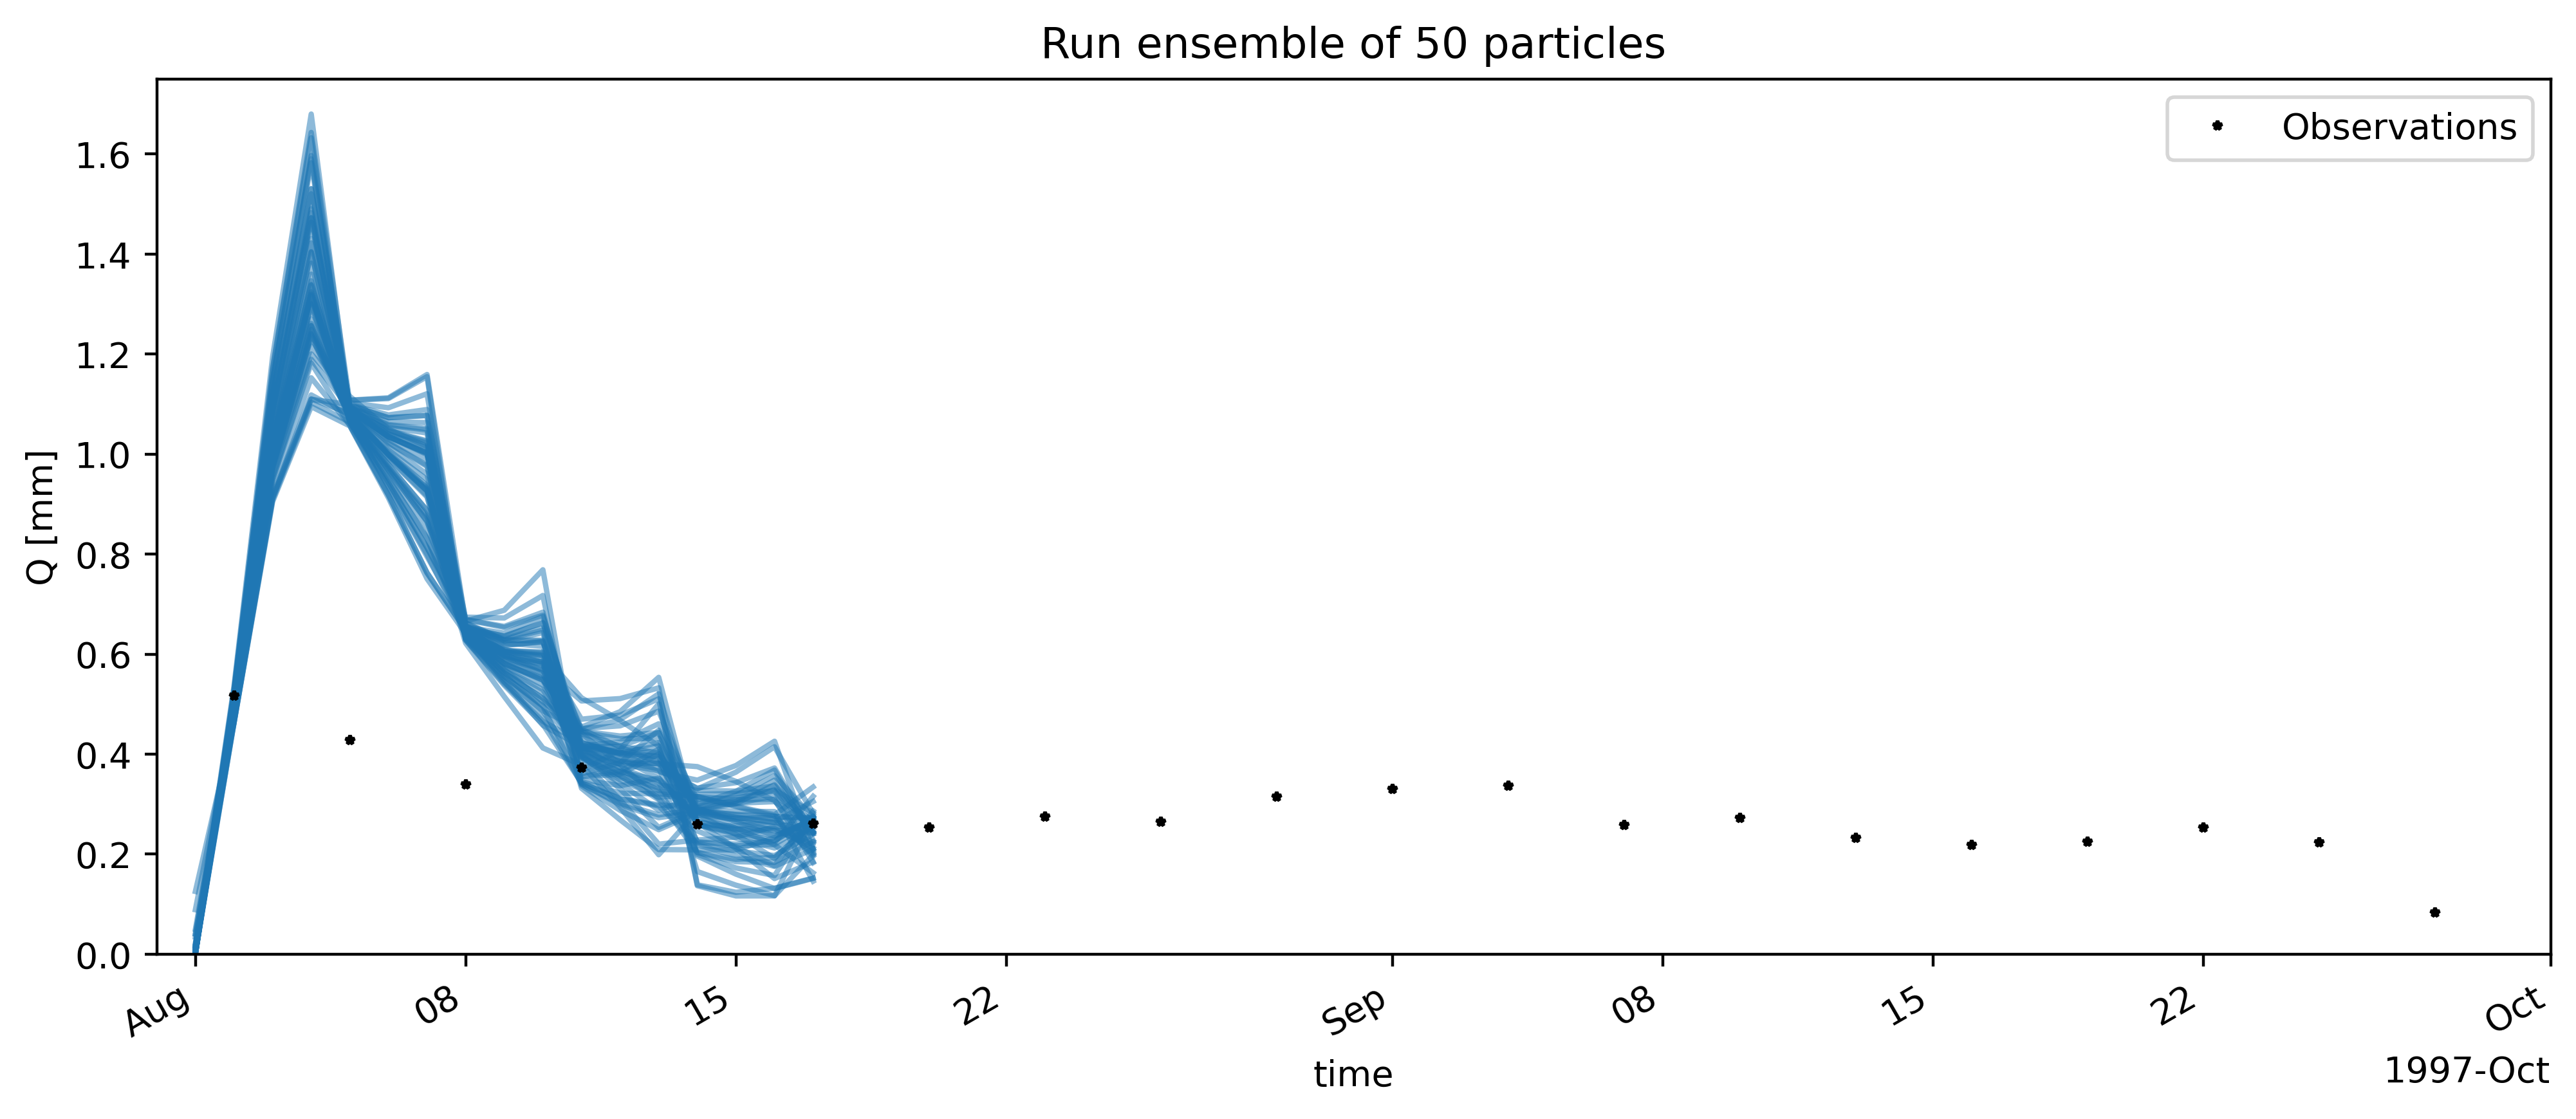 Run ensemble of 50 particles
Observations
Q [mm]
1.6
1.4
1.2
1.0
0.8
0.6
0.4
0.2
0.0
Aug 08 15 22 Sep 08 15 22 Oct
1997-Oct
time